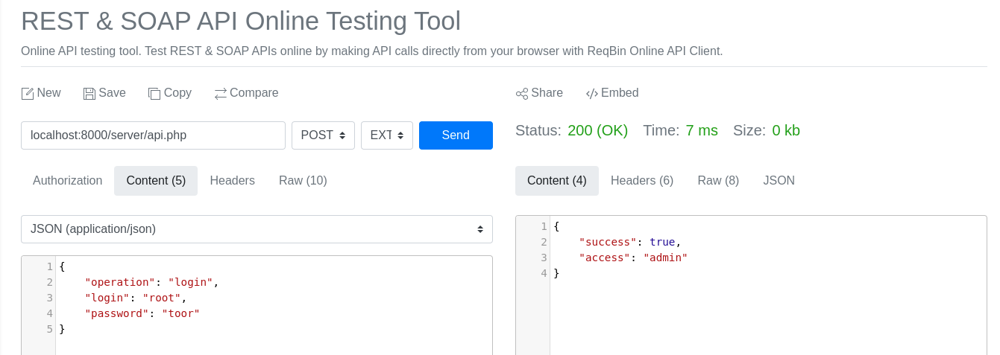 REST & SOAP API Online Testing Tool
Online API testing tool. Test REST & SOAP APIs online by making API calls directly from your browser with ReqBin Online API Client.
New Save Copy Compare Share Embed
localhost:8000/server/api.php POST EXT Send Status: 200 (OK) Time: 7 ms Size: 0 kb
Authorization Content (5) Headers Raw (10) Content (4) Headers (6) Raw (8) JSON
JSON (application/json)
1 {
2 "operation": "login",
3 "login": "root",
4 "password": "toor"
5 }
1 {
2 "success": true,
3 "access": "admin"
4 }